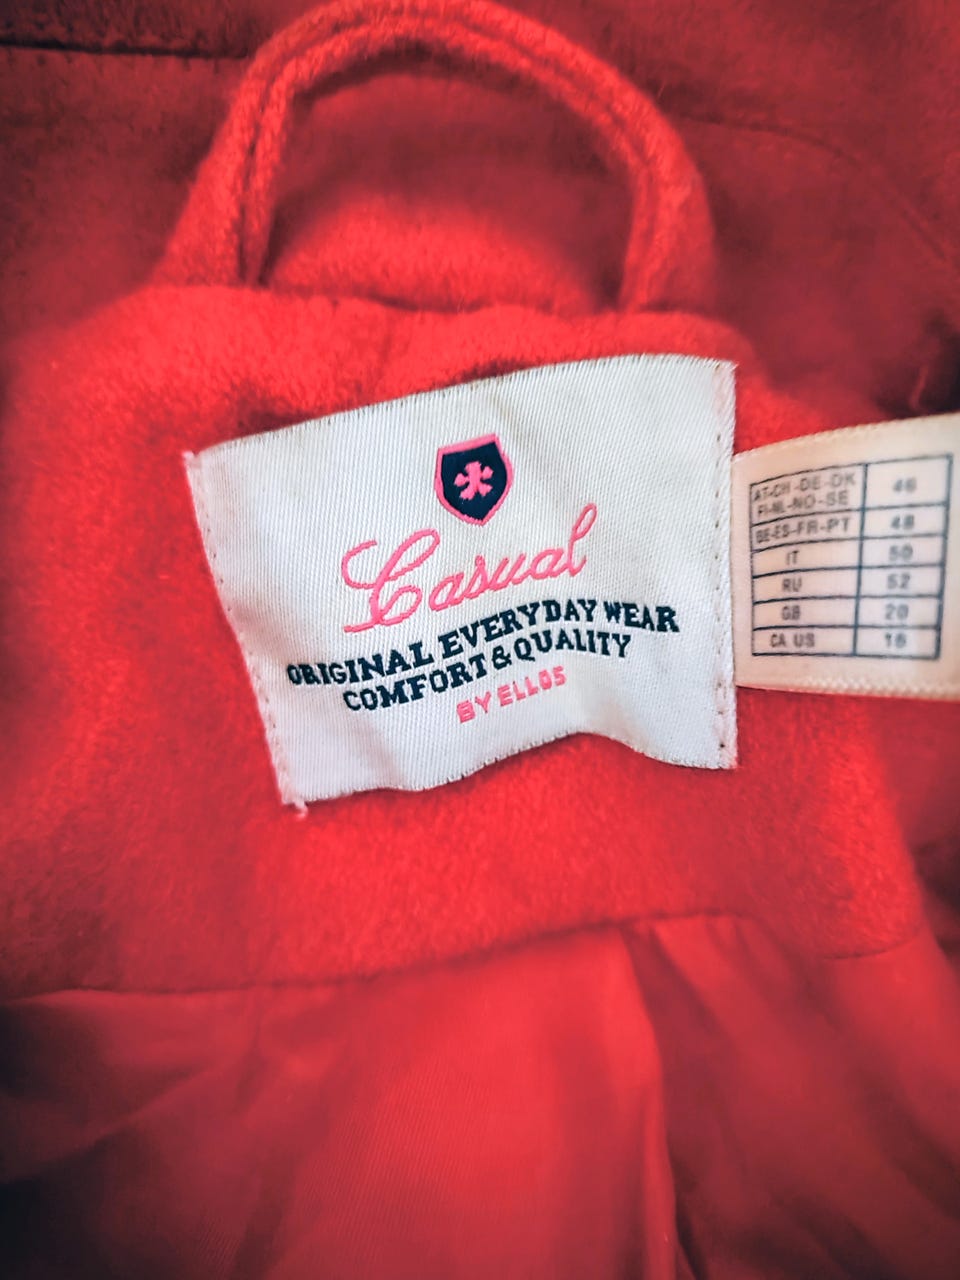 Casual
ORIGINAL EVERYDAY WEAR
COMFORT & QUALITY
BY ELLOS
AT-CH-DE-DK
FI-NL-NO-SE 46
BE-ES-FR-PT 48
IT 50
RU 52
GB 20
CA US 16